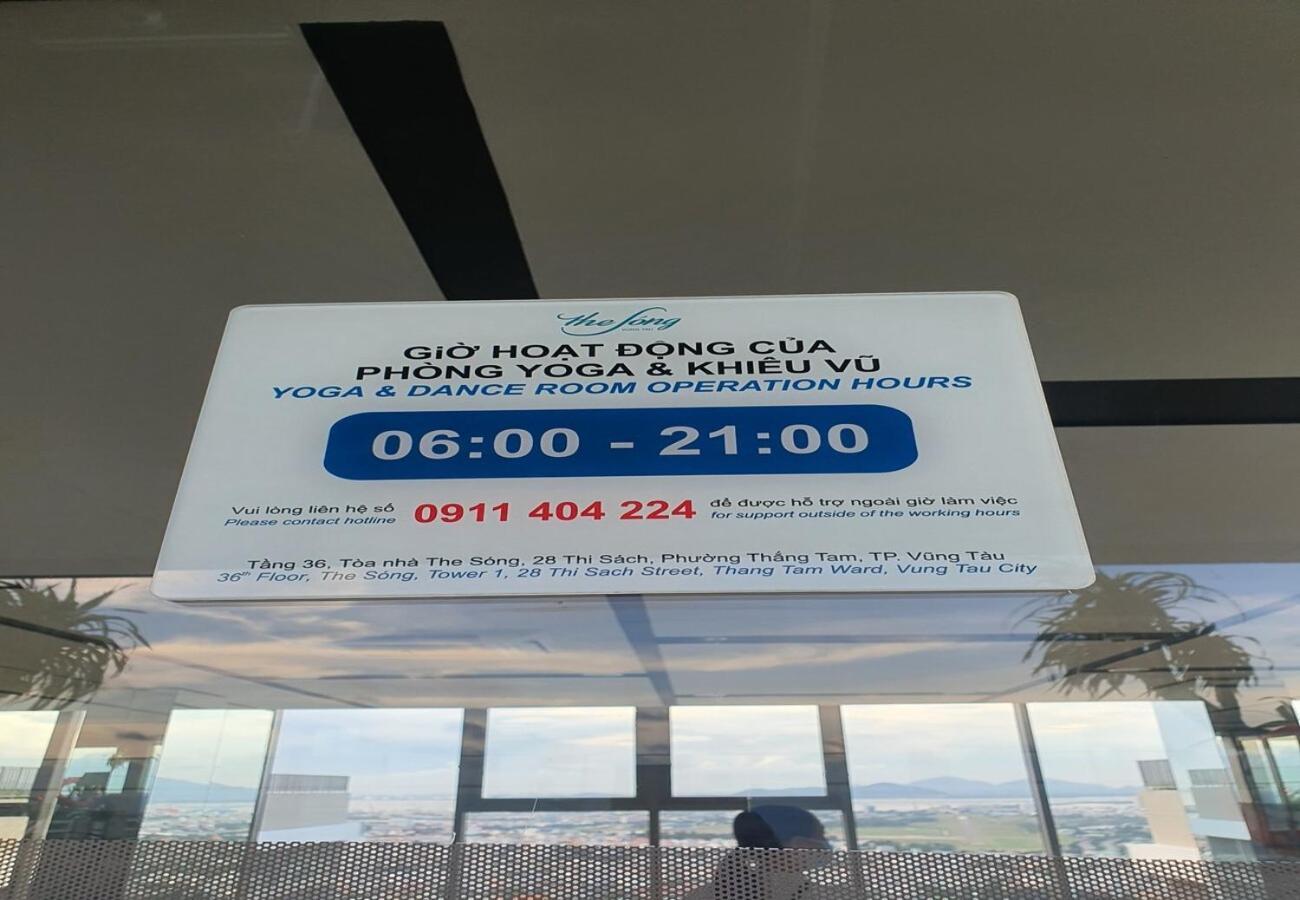 The Sóng
VUNG TAU
GiỜ HOẠT ĐỘNG CỦA
PHÒNG YOGA & KHIÊU VŨ
YOGA & DANCE ROOM OPERATION HOURS
06:00 - 21:00
Vui lòng liên hệ số 0911 404 224 để được hỗ trợ ngoài giờ làm việc
Please contact hotline for support outside of the working hours
Tầng 36, Tòa nhà The Sóng, 28 Thi Sách, Phường Thắng Tam, TP. Vũng Tàu
36th Floor, The Sóng, Tower 1, 28 Thi Sach Street, Thang Tam Ward, Vung Tau City